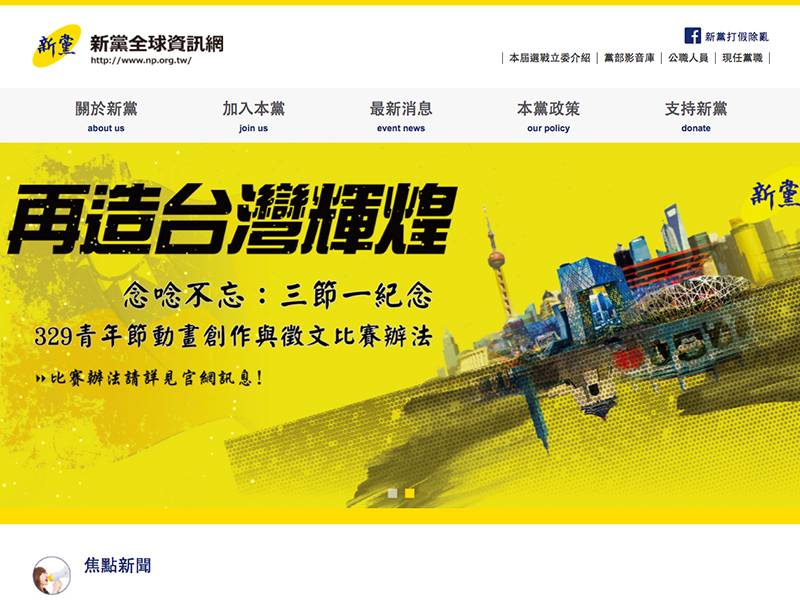 新黨
新黨全球資訊網
http://www.np.org.tw/
新黨打假除亂
本屆選戰立委介紹
黨部影音庫
公職人員
現任黨職
關於新黨
about us
加入本黨
join us
最新消息
event news
本黨政策
our policy
支持新黨
donate
再造台灣輝煌
新黨
念唸不忘：三節一紀念
329青年節動畫創作與徵文比賽辦法
››比賽辦法請詳見官網訊息!
焦點新聞